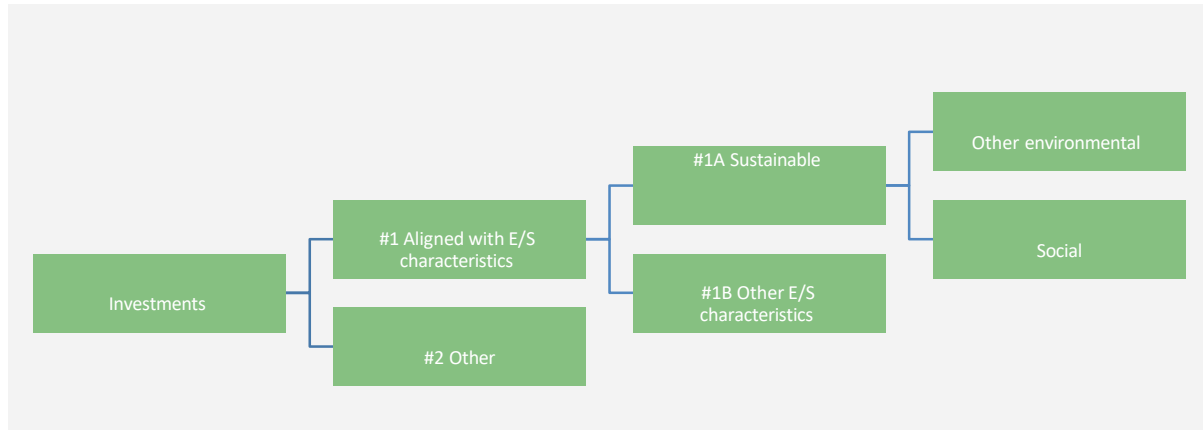 Investments
#1 Aligned with E/S
characteristics
#2 Other
#1A Sustainable
#1B Other E/S
characteristics
Other environmental
Social